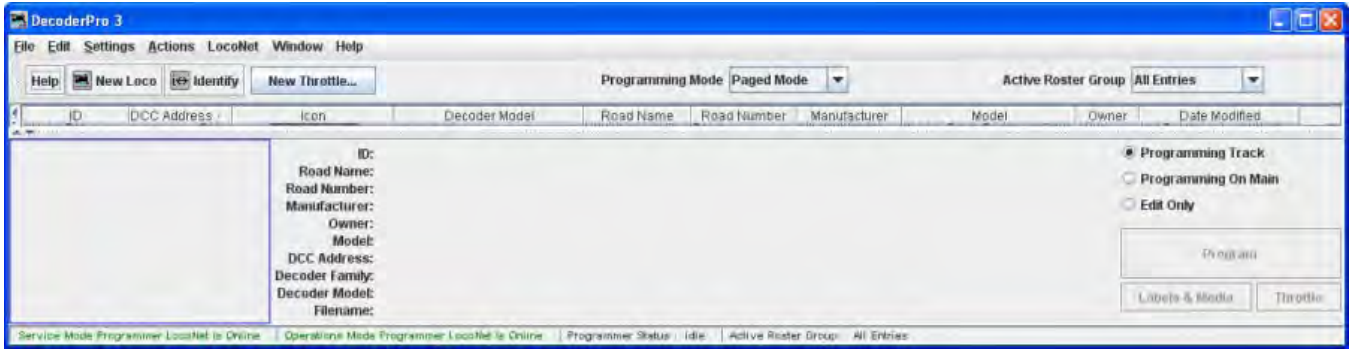 DecoderPro 3
File Edit Settings Actions LocoNet Window Help
Help New Loco Identify New Throttle... Programming Mode Paged Mode Active Roster Group All Entries
ID DCC Address Icon Decoder Model Road Name Road Number Manufacturer Model Owner Date Modified
ID:
Road Name:
Road Number:
Manufacturer:
Owner:
Model:
DCC Address:
Decoder Family:
Decoder Model:
Filename:
Programming Track
Programming On Main
Edit Only
Program
Labels & Media Throttle
Service Mode Programmer LocoNet is Online Operations Mode Programmer LocoNet is Online Programmer Status : Idle Active Roster Group: All Entries